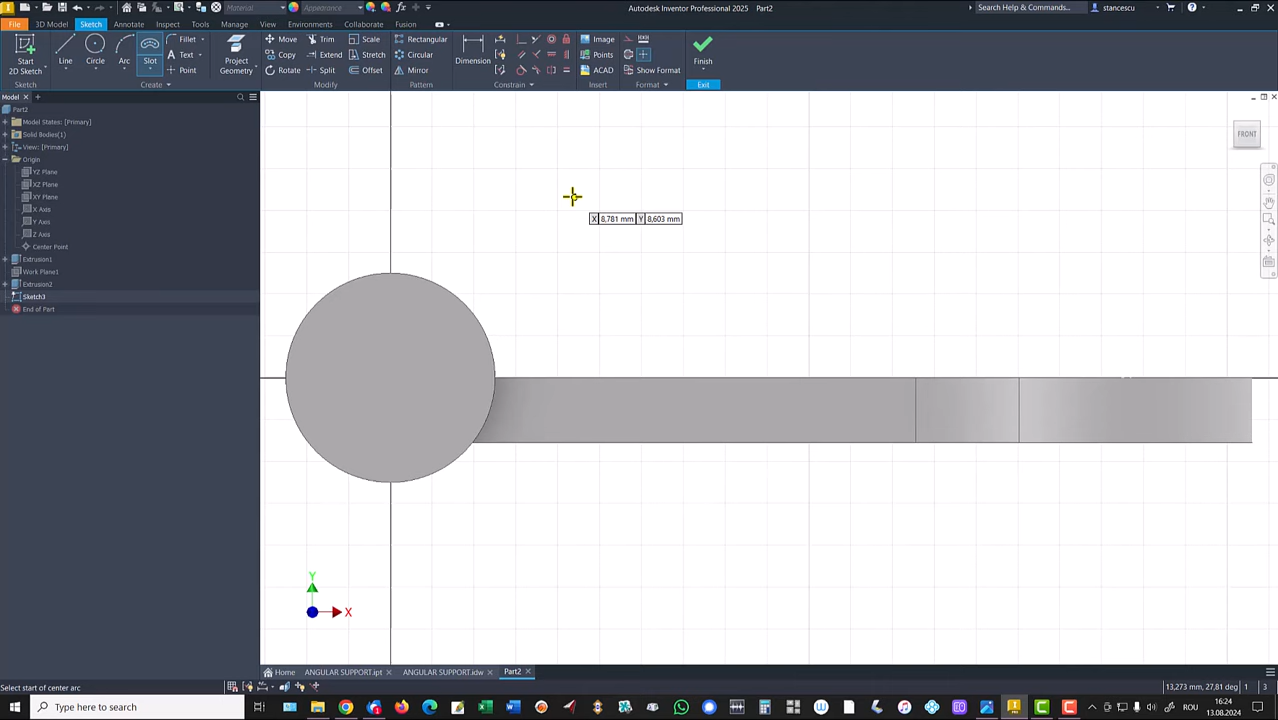 Material
Appearance
Autodesk Inventor Professional 2025 Part2
Search Help & Commands...
stancescu
File
3D Model
Sketch
Annotate
Inspect
Tools
Manage
View
Environments
Collaborate
Fusion
Start
2D Sketch
Line
Circle
Arc
Slot
Fillet
Text
Point
Project
Geometry
Move
Copy
Rotate
Trim
Extend
Split
Scale
Stretch
Offset
Rectangular
Circular
Mirror
Dimension
Image
Points
ACAD
Show Format
Finish
Sketch
Create
Modify
Pattern
Constrain
Insert
Format
Exit
Model
Part2
Model States: [Primary]
Solid Bodies(1)
View: [Primary]
Origin
YZ Plane
XZ Plane
XY Plane
X Axis
Y Axis
Z Axis
Center Point
Extrusion1
Work Plane1
Extrusion2
Sketch3
End of Part
FRONT
X 8,781 mm Y 8,603 mm
Y
X
Home
ANGULAR SUPPORT.ipt
ANGULAR SUPPORT.idw
Part2
Select start of center arc
13,273 mm, 27,81 deg 1 3
Type here to search
ROU
16:24
13.08.2024